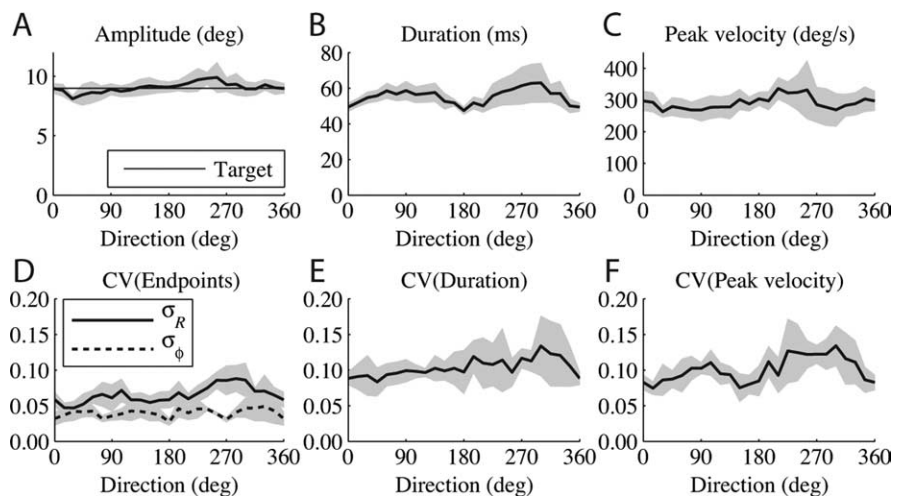 A
Amplitude (deg)
10
5
0
Target
0 90 180 270 360
Direction (deg)
B
Duration (ms)
80
60
40
20
0
0 90 180 270 360
Direction (deg)
C
Peak velocity (deg/s)
400
300
200
100
0
0 90 180 270 360
Direction (deg)
D
CV(Endpoints)
0.20
0.15
0.10
0.05
0.00
σR
σϕ
0 90 180 270 360
Direction (deg)
E
CV(Duration)
0.20
0.15
0.10
0.05
0.00
0 90 180 270 360
Direction (deg)
F
CV(Peak velocity)
0.20
0.15
0.10
0.05
0.00
0 90 180 270 360
Direction (deg)